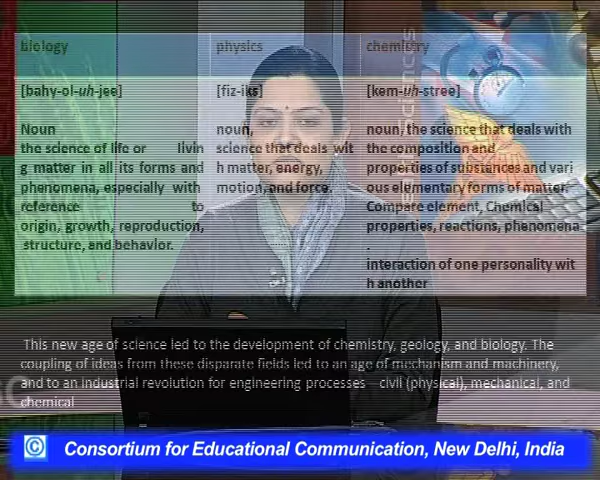 biology physics chemistry
[bahy-ol-uh-jee] [fiz-iks] [kem-uh-stree]
Noun
the science of life or livin
g matter in all its forms and
phenomena, especially with
reference to
origin, growth, reproduction,
structure, and behavior.
noun,
science that deals wit
h matter, energy,
motion, and force.
noun, the science that deals with
the composition and
properties of substances and vari
ous elementary forms of matter.
Compare element, Chemical
properties, reactions, phenomena
.
interaction of one personality wit
h another
This new age of science led to the development of chemistry, geology, and biology. The
coupling of ideas from these disparate fields led to an age of mechanism and machinery,
and to an industrial revolution for engineering processes civil (physical), mechanical, and
chemical
© Consortium for Educational Communication, New Delhi, India